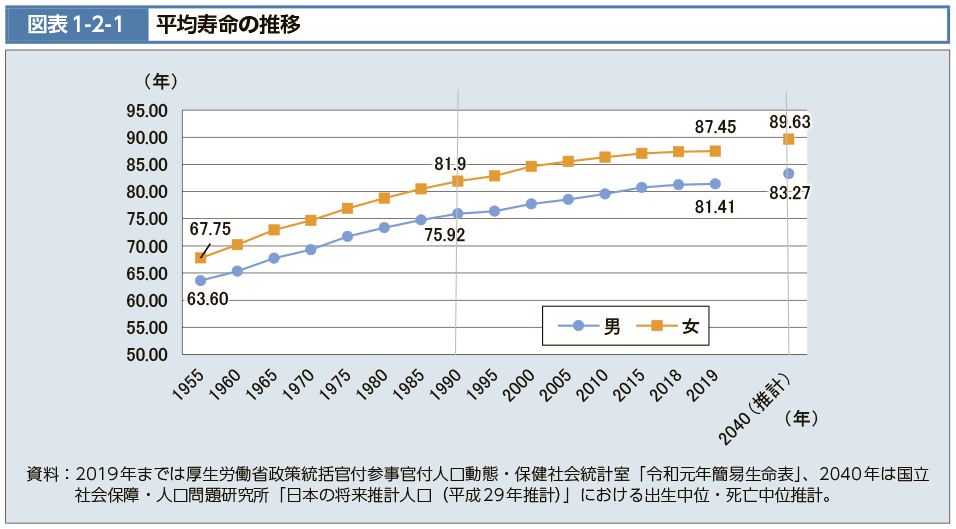 図表1-2-1 平均寿命の推移
（年）
95.00
90.00
85.00
80.00
75.00
70.00
65.00
60.00
55.00
50.00
67.75
63.60
81.9
75.92
87.45
81.41
89.63
83.27
男 女
1955 1960 1965 1970 1975 1980 1985 1990 1995 2000 2005 2010 2015 2018 2019 2040（推計）
（年）
資料：2019年までは厚生労働省政策統括官付参事官付人口動態・保健社会統計室「令和元年簡易生命表」、2040年は国立
社会保障・人口問題研究所「日本の将来推計人口（平成29年推計）」における出生中位・死亡中位推計。